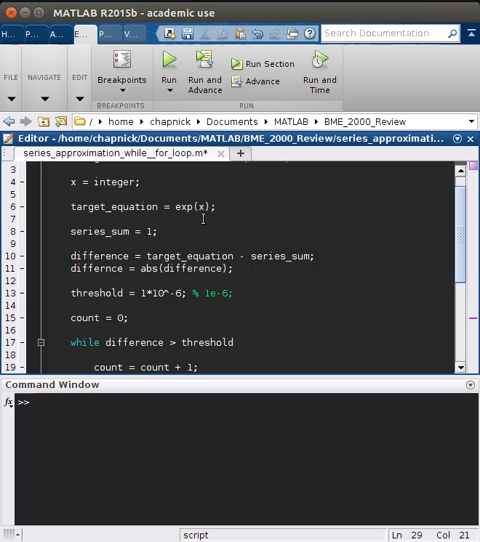 MATLAB R2015b - academic use
H... P... A... E... P... V...
Search Documentation
FILE
NAVIGATE
EDIT
Breakpoints
Run
Run and Advance
Run Section
Advance
Run and Time
BREAKPOINTS
RUN
/ ▸ home ▸ chapnick ▸ Documents ▸ MATLAB ▸ BME_2000_Review
Editor - /home/chapnick/Documents/MATLAB/BME_2000_Review/series_approximati...
series_approximation_while__for_loop.m*
3
4 - x = integer;
5
6 - target_equation = exp(x);
7
8 - series_sum = 1;
9
10 - difference = target_equation - series_sum;
11 - differnce = abs(difference);
12
13 - threshold = 1*10^-6; % 1e-6;
14
15 - count = 0;
16
17 - while difference > threshold
18
19 - count = count + 1;
Command Window
fx >>
script
Ln 29 Col 21